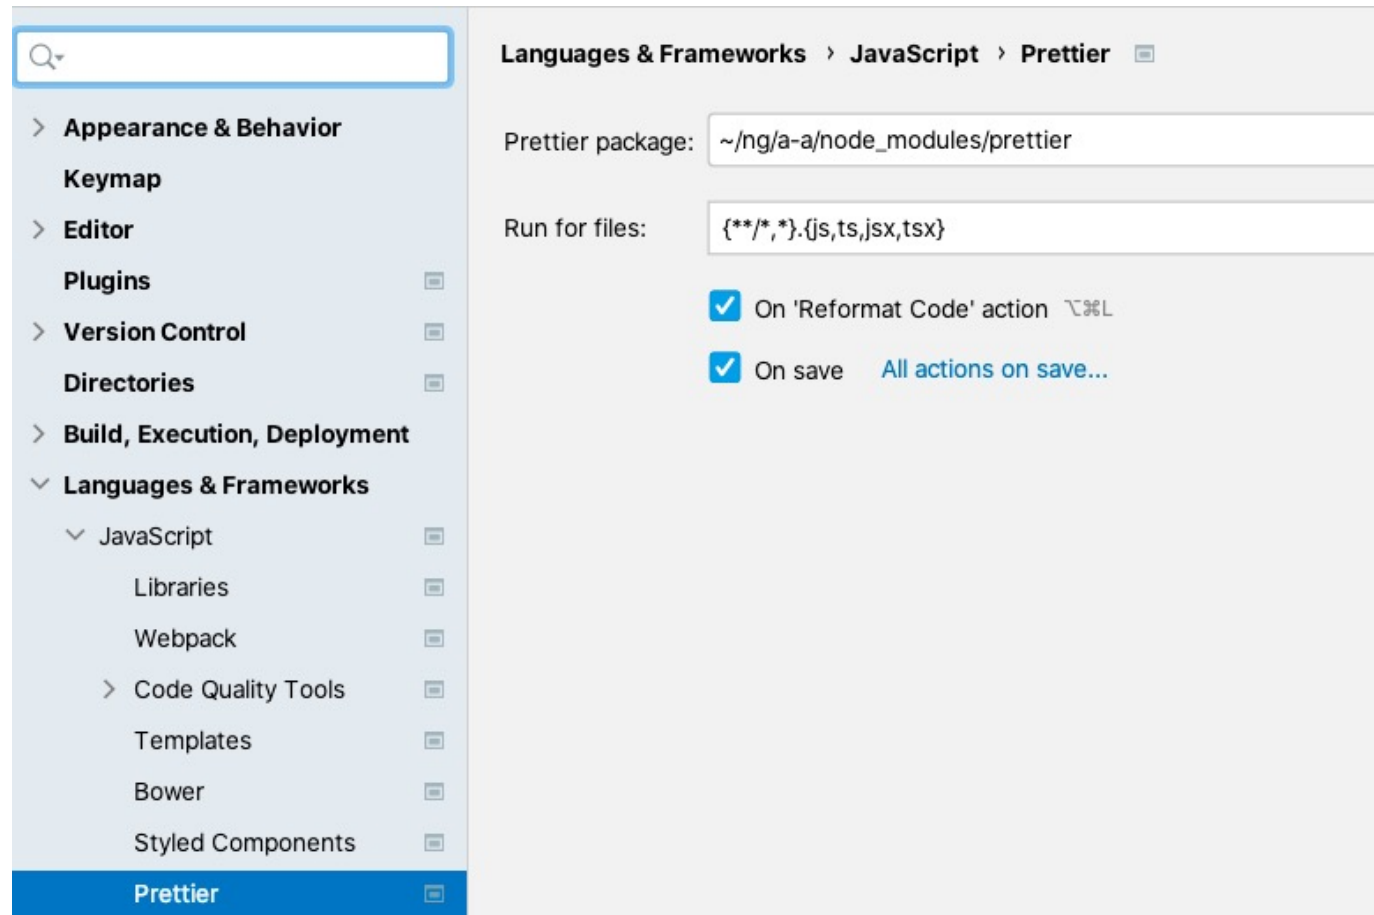 Appearance & Behavior
Keymap
Editor
Plugins
Version Control
Directories
Build, Execution, Deployment
Languages & Frameworks
JavaScript
Libraries
Webpack
Code Quality Tools
Templates
Bower
Styled Components
Prettier
Languages & Frameworks › JavaScript › Prettier
Prettier package: ~/ng/a-a/node_modules/prettier
Run for files: {**/*,*}.{js,ts,jsx,tsx}
On 'Reformat Code' action ⌥⌘L
On save All actions on save...